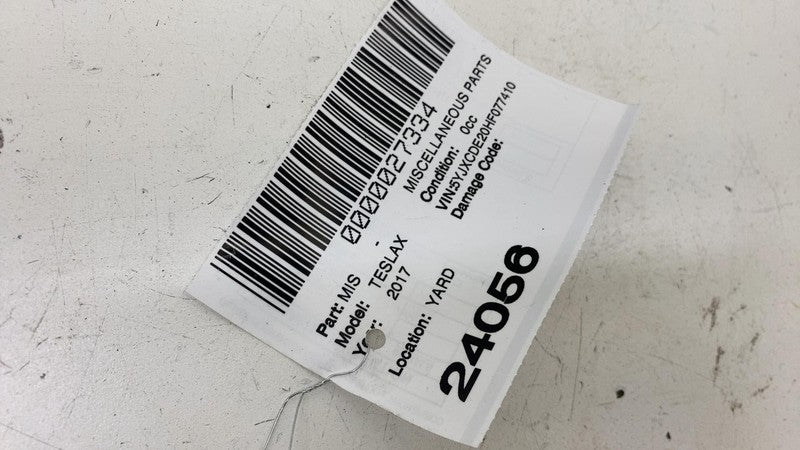 0000027334
Part: MIS - MISCELLANEOUS PARTS
Model: TESLAX Condition: 0cc
Year: 2017 VIN:5YJXCDE20HF077410
Damage Code:
Location: YARD
24056